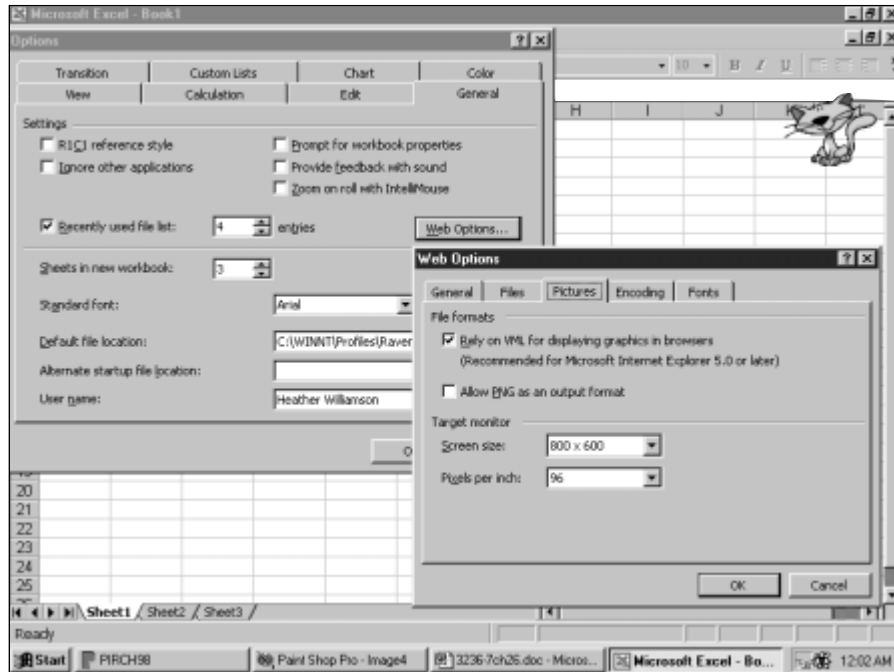 Microsoft Excel - Book1
Options
Transition Custom Lists Chart Color
View Calculation Edit General
Settings
R1C1 reference style
Prompt for workbook properties
Ignore other applications
Provide feedback with sound
Zoom on roll with IntelliMouse
Recently used file list: 4 entries
Web Options...
Sheets in new workbook: 3
Standard font: Arial
Default file location: C:\WINNT\Profiles\Raven
Alternate startup file location:
User name: Heather Williamson
10 B I U
H I J K
Web Options
General Files Pictures Encoding Fonts
File formats
Rely on VML for displaying graphics in browsers
(Recommended for Microsoft Internet Explorer 5.0 or later)
Allow PNG as an output format
Target monitor
Screen size: 800 x 600
Pixels per inch: 96
OK Cancel
20
21
22
23
24
25
Sheet1 Sheet2 Sheet3
Ready
Start PIRCH98 Paint Shop Pro - Image4 3236-7ch26.doc - Micros... Microsoft Excel - Bo... 12:02 AM